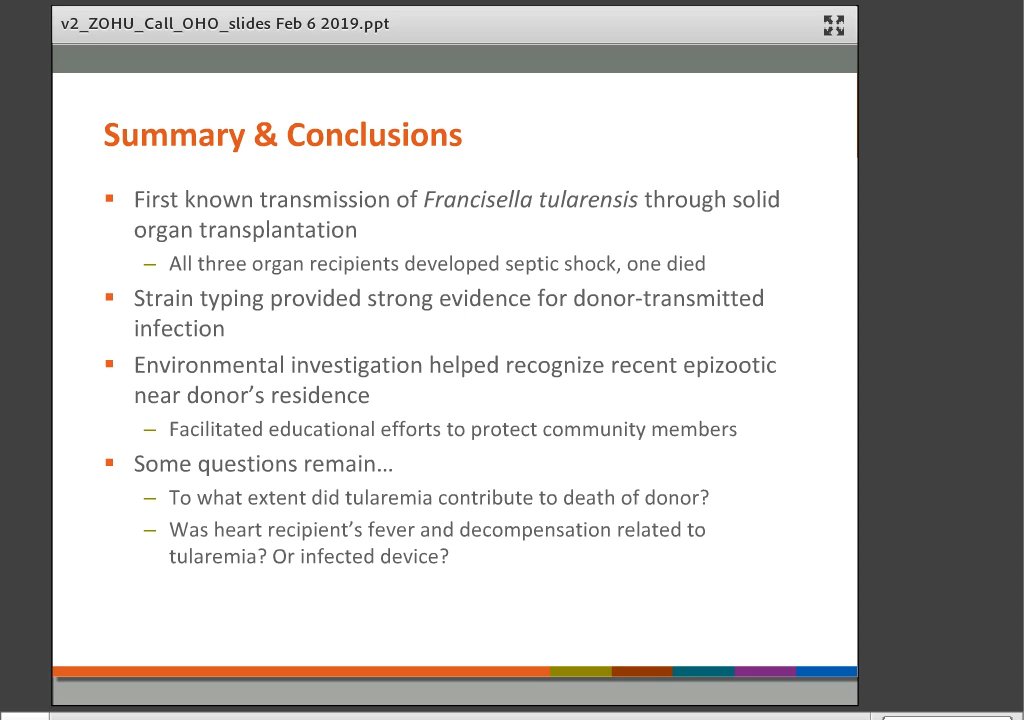 v2_ZOHU_Call_OHO_slides Feb 6 2019.ppt
Summary & Conclusions
First known transmission of Francisella tularensis through solid
organ transplantation
– All three organ recipients developed septic shock, one died
Strain typing provided strong evidence for donor-transmitted
infection
Environmental investigation helped recognize recent epizootic
near donor’s residence
– Facilitated educational efforts to protect community members
Some questions remain…
– To what extent did tularemia contribute to death of donor?
– Was heart recipient’s fever and decompensation related to
tularemia? Or infected device?